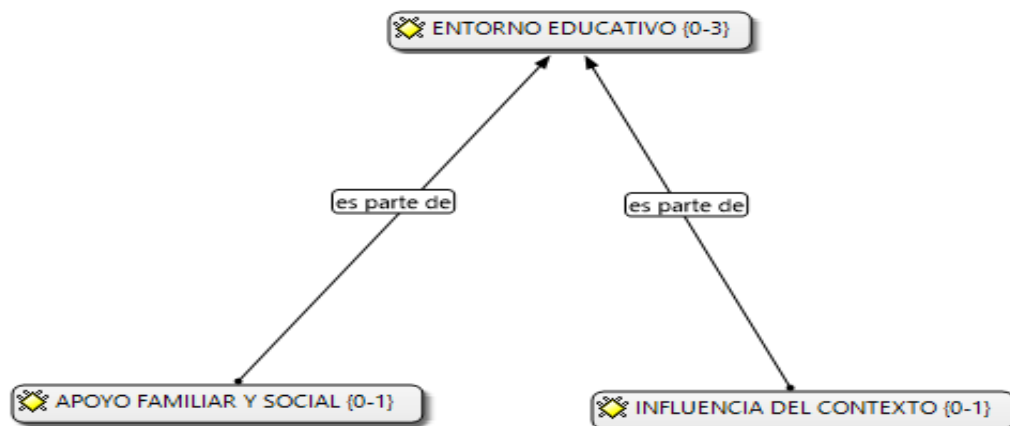 ENTORNO EDUCATIVO {0-3}
es parte de
es parte de
APOYO FAMILIAR Y SOCIAL {0-1}
INFLUENCIA DEL CONTEXTO {0-1}